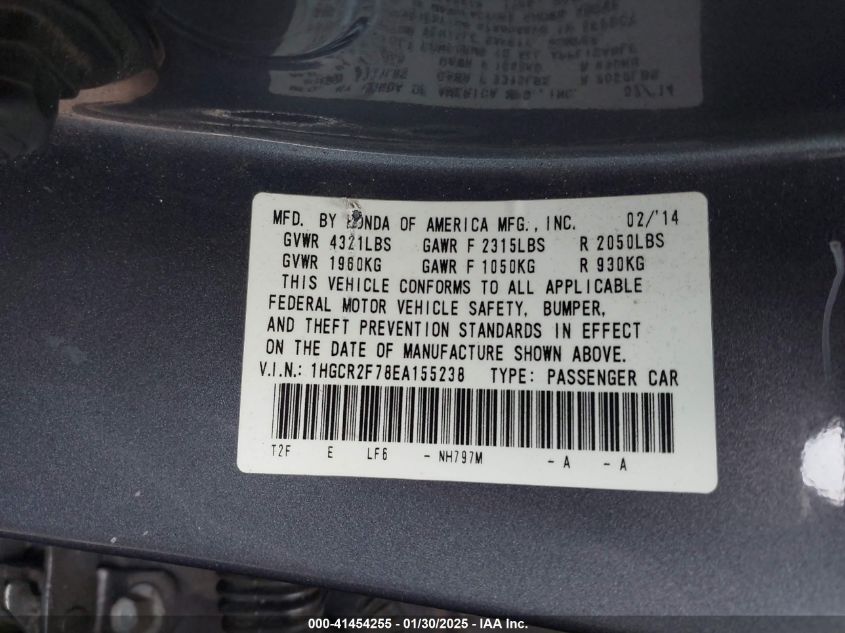 MFD. BY HONDA OF AMERICA MFG., INC. 02/'14
GVWR 4321LBS GAWR F 2315LBS R 2050LBS
GVWR 1960KG GAWR F 1050KG R 930KG
THIS VEHICLE CONFORMS TO ALL APPLICABLE
FEDERAL MOTOR VEHICLE SAFETY, BUMPER,
AND THEFT PREVENTION STANDARDS IN EFFECT
ON THE DATE OF MANUFACTURE SHOWN ABOVE.
V.I.N.: 1HGCR2F78EA155238 TYPE: PASSENGER CAR
T2F E LF6 - NH797M - A - A
000-41454255 - 01/30/2025 - IAA Inc.